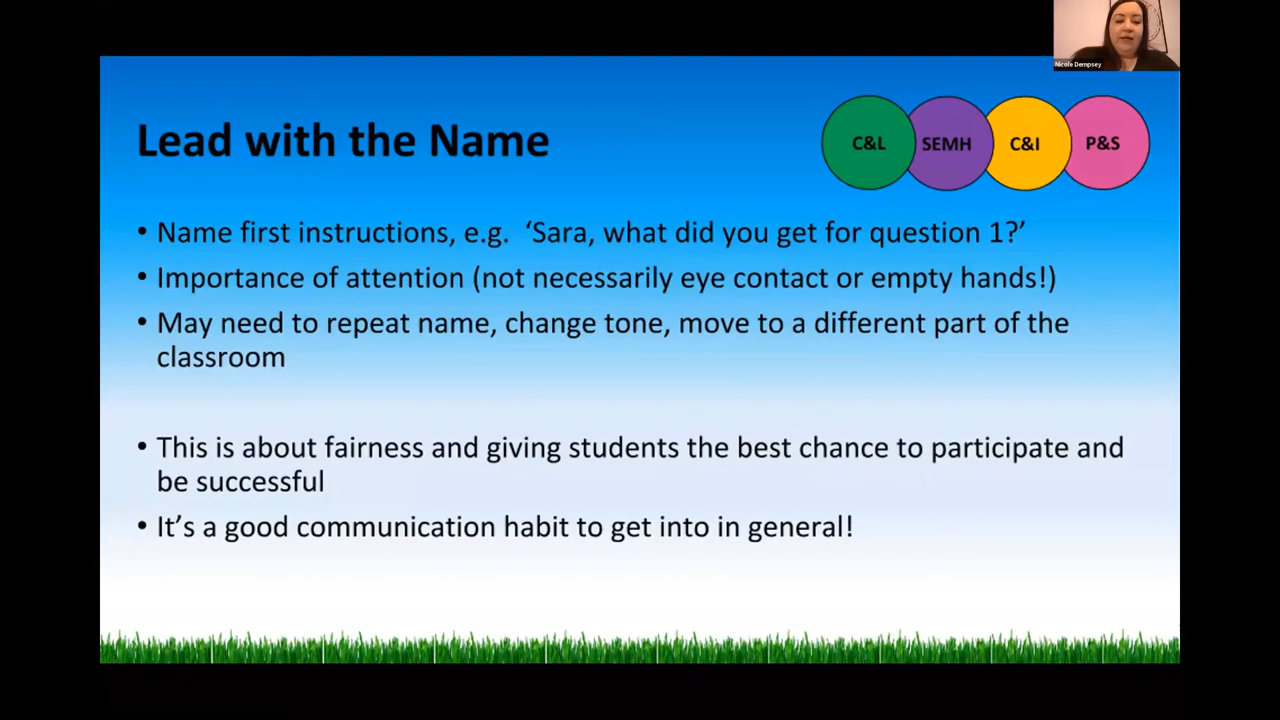 Nicole Dempsey
Lead with the Name
C&L
SEMH
C&I
P&S
• Name first instructions, e.g.  ‘Sara, what did you get for question 1?’
• Importance of attention (not necessarily eye contact or empty hands!)
• May need to repeat name, change tone, move to a different part of the
classroom
• This is about fairness and giving students the best chance to participate and
be successful
• It’s a good communication habit to get into in general!